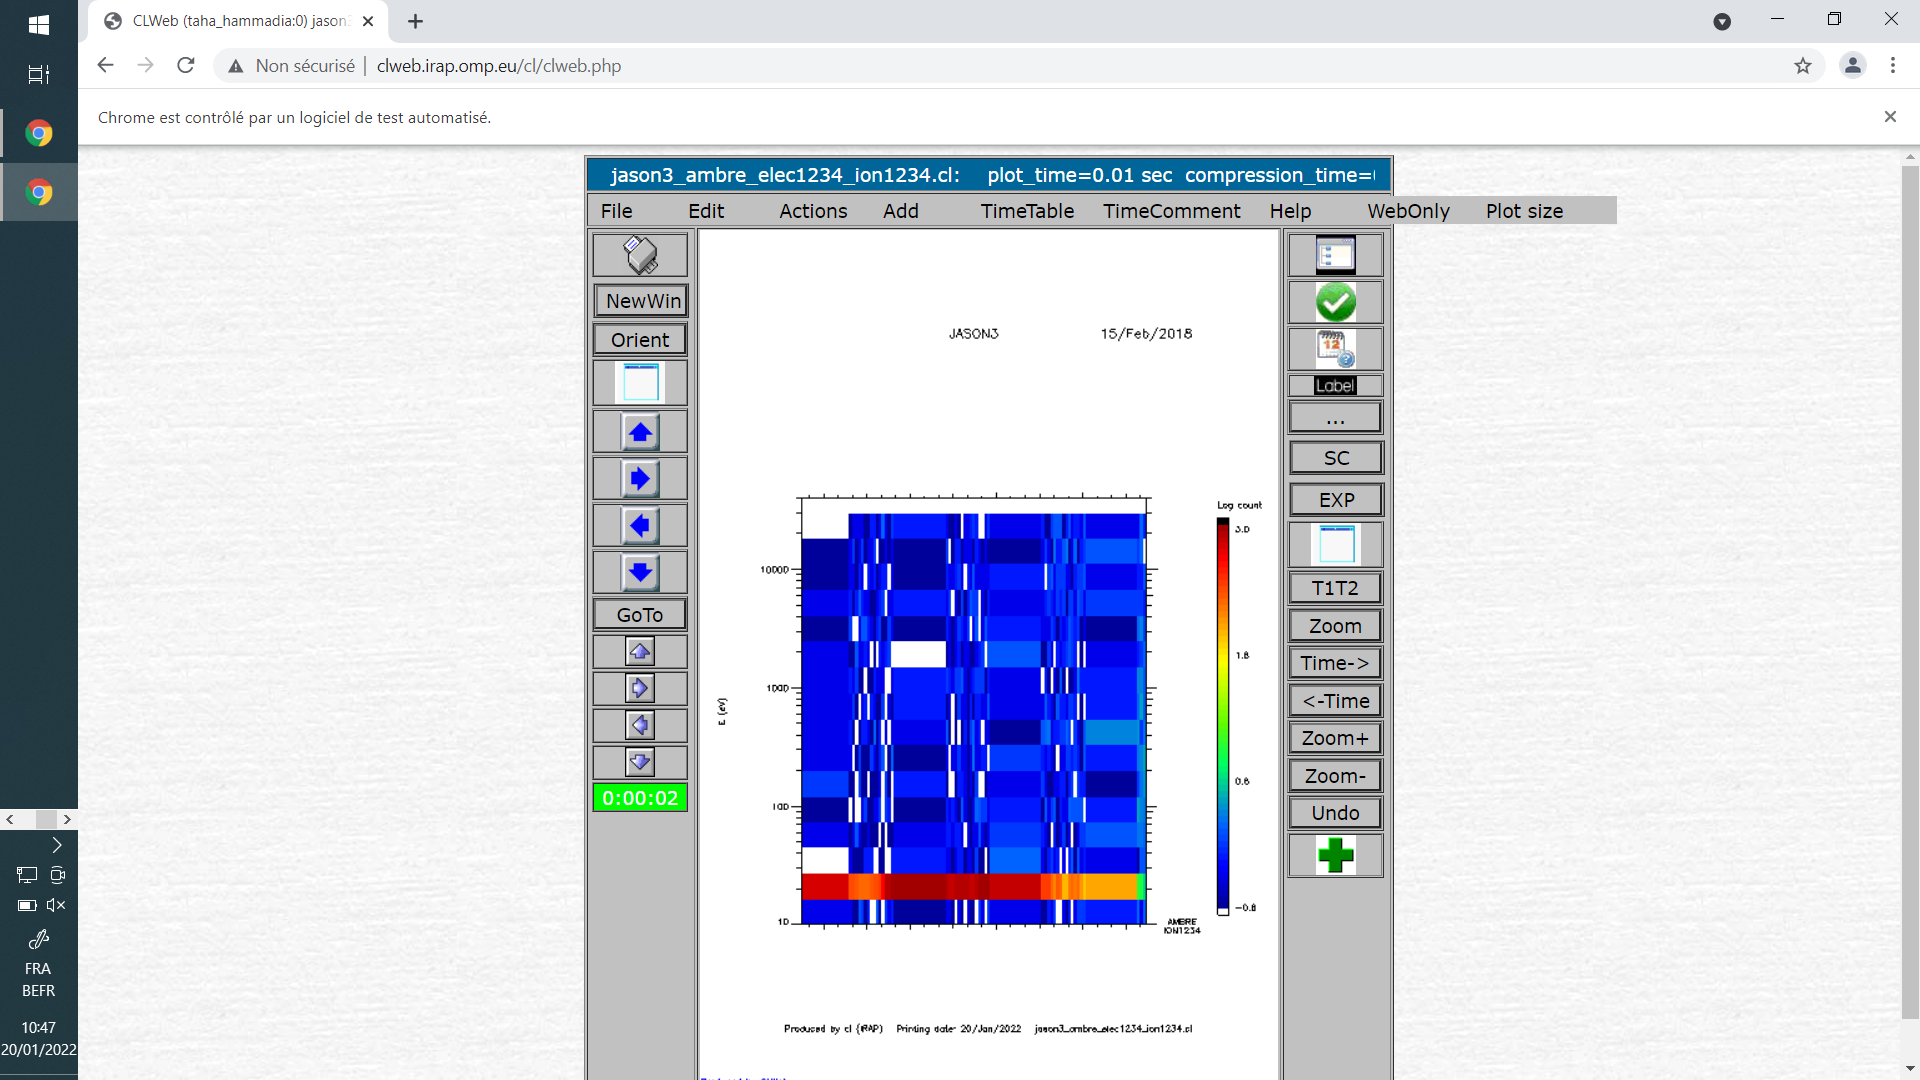 CLWeb (taha_hammadia:0) jason3
Non sécurisé | clweb.irap.omp.eu/cl/clweb.php
Chrome est contrôlé par un logiciel de test automatisé.
jason3_ambre_elec1234_ion1234.cl: plot_time=0.01 sec compression_time=
File Edit Actions Add TimeTable TimeComment Help WebOnly Plot size
NewWin
Orient
GoTo
0:00:02
JASON3 15/Feb/2018
Log count
3.0
1.8
0.6
-0.8
10000
1000
100
10
E (eV)
AMBRE
ION1234
Produced by cl (IRAP) Printing date: 20/Jan/2022 jason3_ambre_elec1234_ion1234.cl
12
Label
...
SC
EXP
T1T2
Zoom
Time->
<-Time
Zoom+
Zoom-
Undo
FRA
BEFR
10:47
20/01/2022